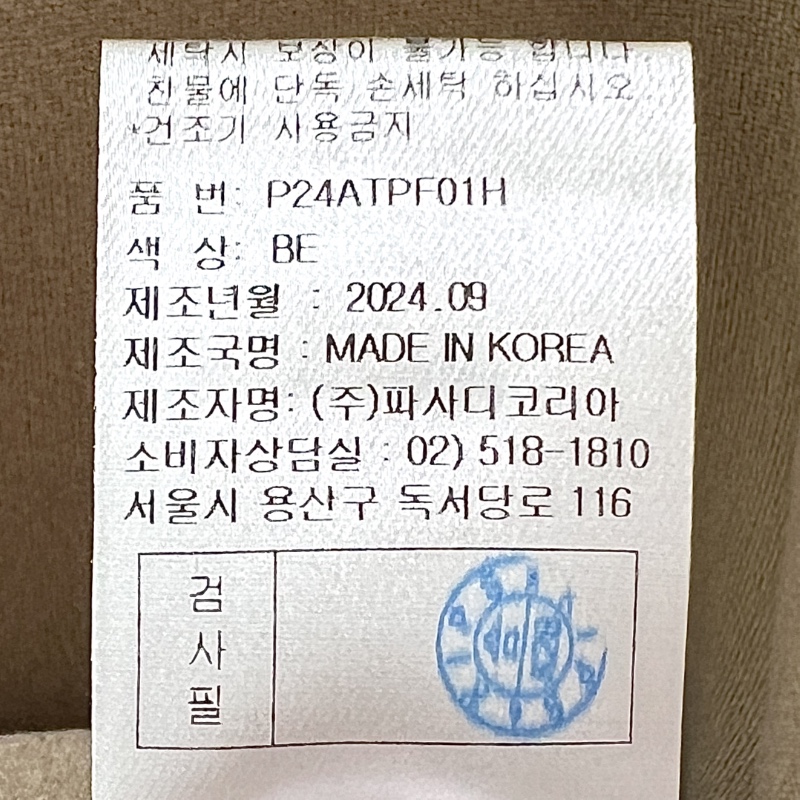 세탁시 보상이 불가능 합니다.
찬물에 단독 손세탁 하십시오.
*건조기 사용금지
품 번: P24ATPF01H
색 상: BE
제조년월 : 2024.09
제조국명 : MADE IN KOREA
제조자명: (주)파사디코리아
소비자상담실 : 02) 518-1810
서울시 용산구 독서당로 116
검
사
필